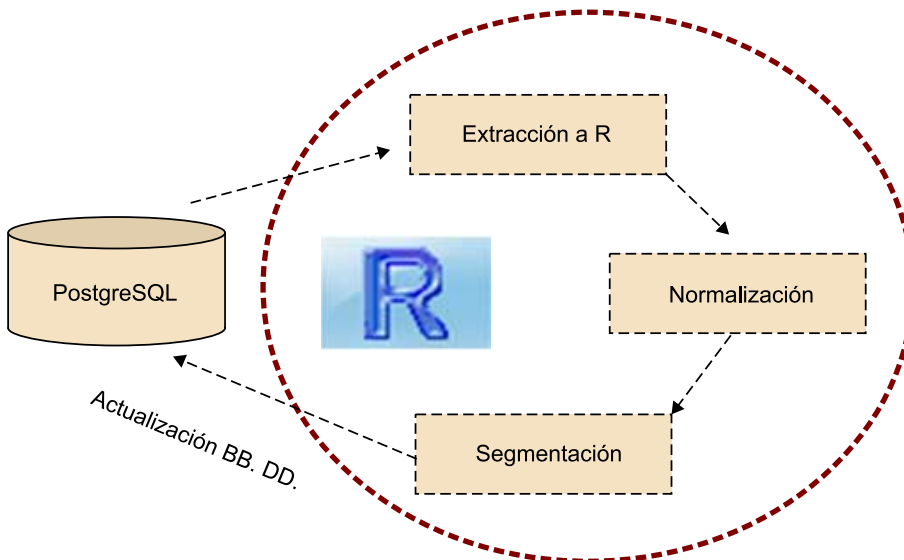 Extracción a R
PostgreSQL
R
Normalización
Segmentación
Actualización BB. DD.